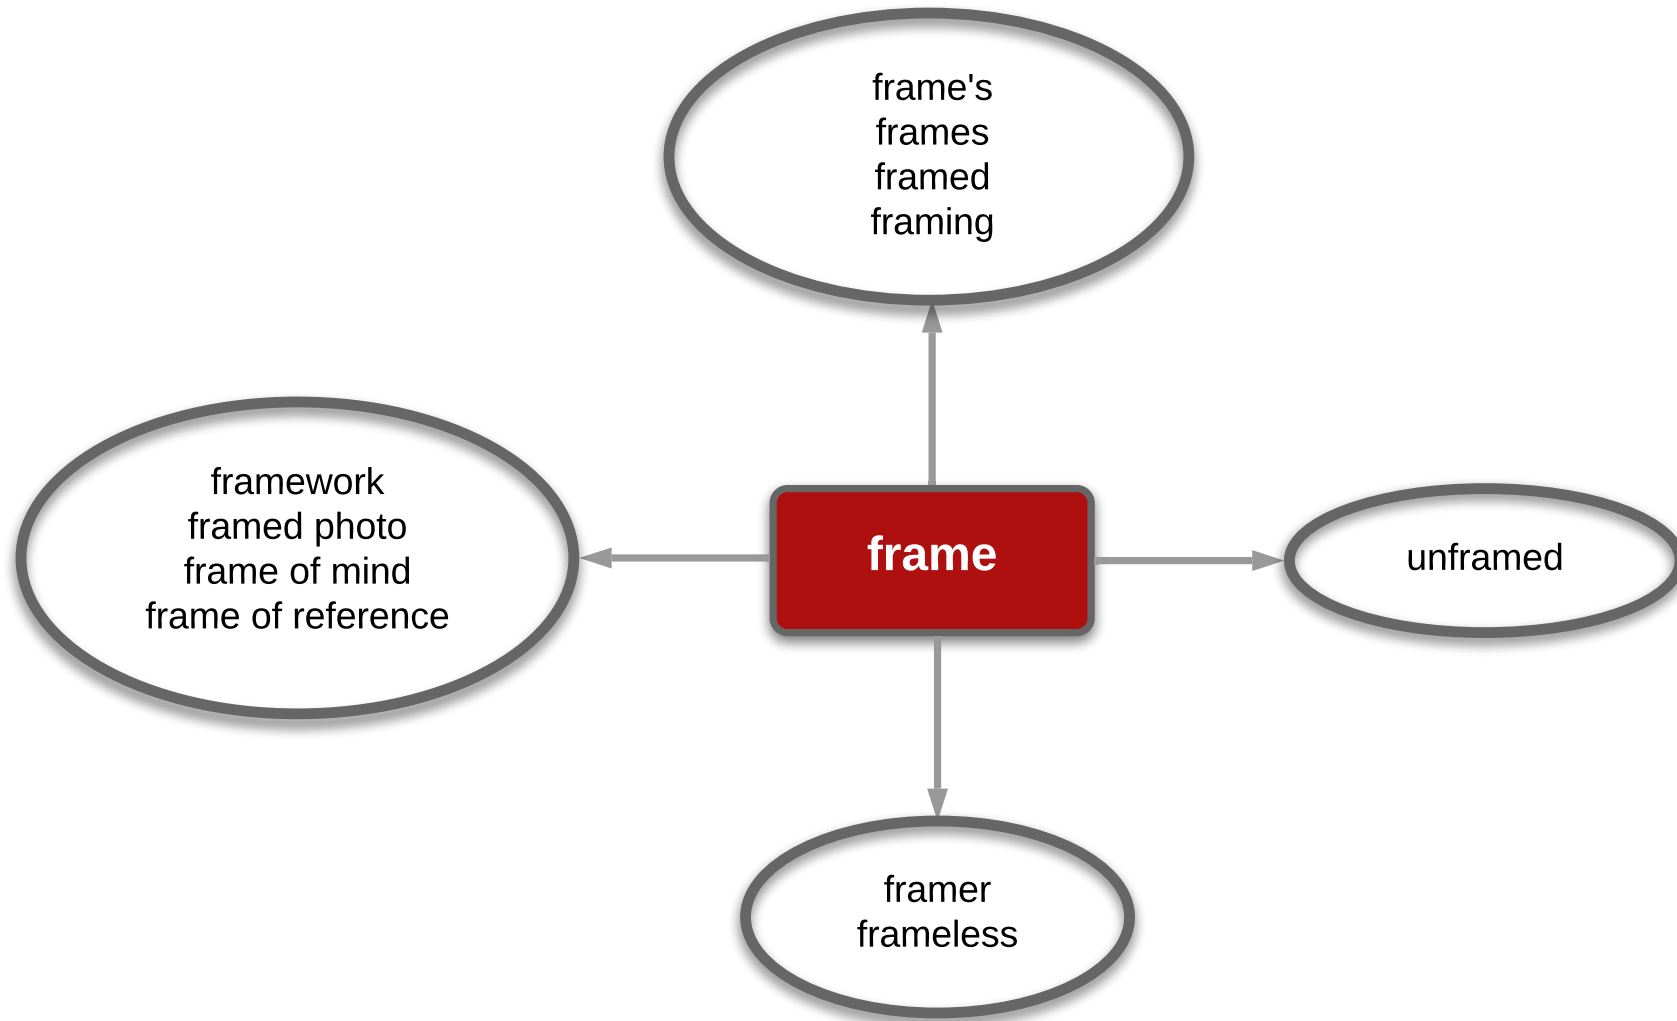 frame's
frames
framed
framing
framework
framed photo
frame of mind
frame of reference
frame
unframed
framer
frameless